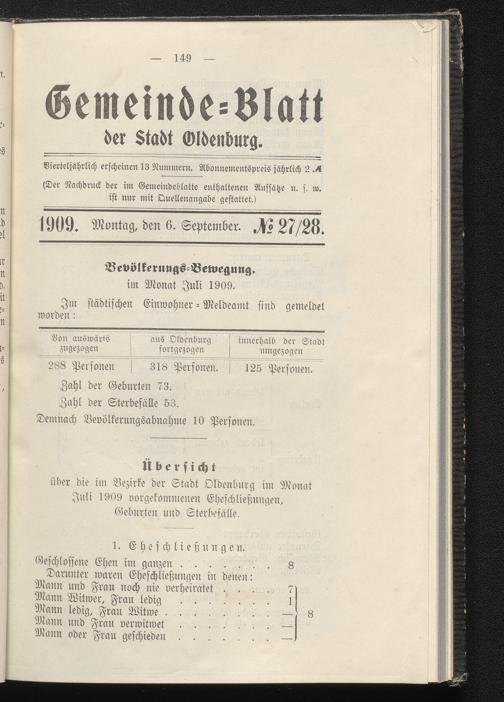 — 149 —
Gemeinde=Blatt
der Stadt Oldenburg.
Vierteljährlich erscheinen 13 Nummern. Abonnementspreis jährlich 2 ℳ
(Der Nachdruck der im Gemeindeblatte enthaltenen Aufsätze u. s. w.
ist nur mit Quellenangabe gestattet.)
1909. Montag, den 6. September. № 27/28.
Bevölkerungs=Bewegung.
im Monat Juli 1909.
Im städtischen Einwohner=Meldeamt sind gemeldet
worden:
Von auswärts aus Oldenburg innerhalb der Stadt
zugezogen fortgezogen umgezogen
288 Personen 318 Personen. 125 Personen.
Zahl der Geburten 73.
Zahl der Sterbefälle 53.
Demnach Bevölkerungsabnahme 10 Personen.
Übersicht
über die im Bezirke der Stadt Oldenburg im Monat
Juli 1909 vorgekommenen Eheschließungen,
Geburten und Sterbefälle.
1. Eheschließungen.
Geschlossene Ehen im ganzen . . . . . . . 8
Darunter waren Eheschließungen in denen:
Mann und Frau noch nie verheiratet . . . . . 7
Mann Witwer, Frau ledig . . . . . . . 1
Mann ledig, Frau Witwe . . . . . . . — 8
Mann und Frau verwitwet . . . . . . . —
Mann oder Frau geschieden . . . . . . . —